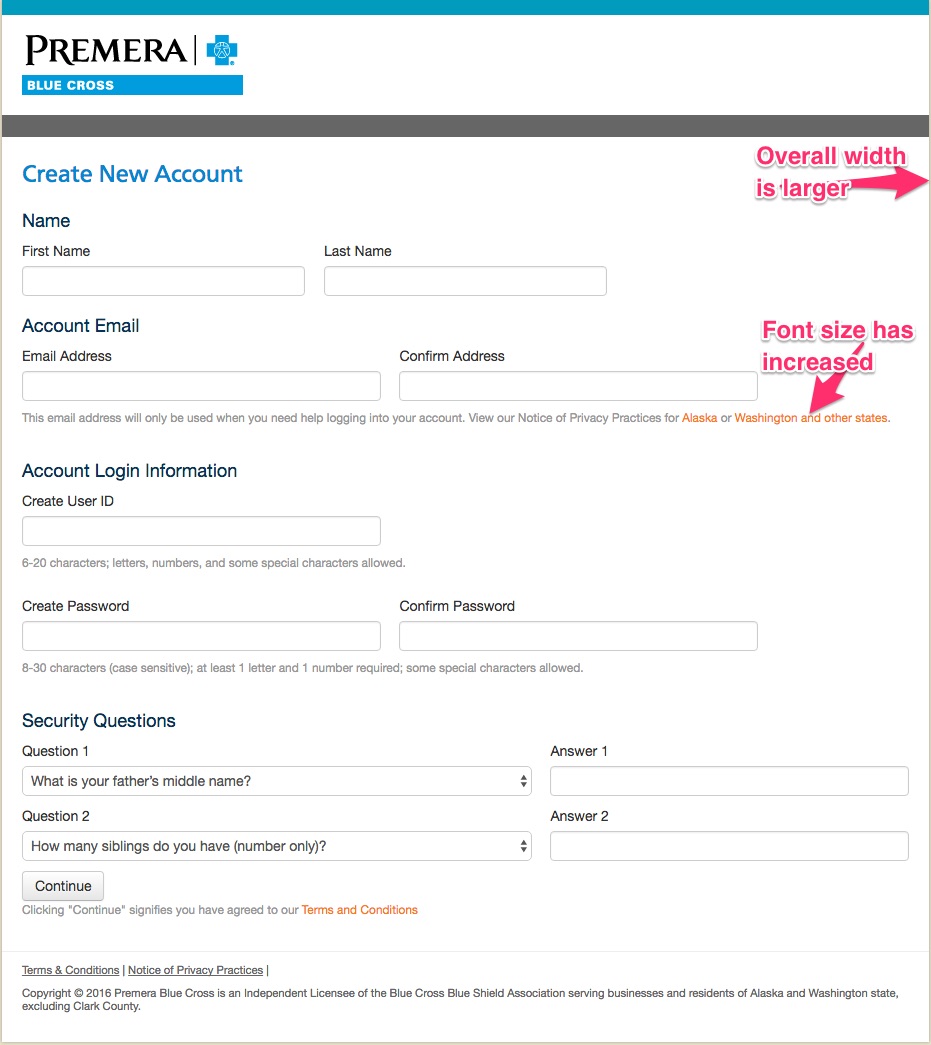 PREMERA
BLUE CROSS
Create New Account
Overall width
is larger
Name
First Name
Last Name
Account Email
Font size has
increased
Email Address
Confirm Address
This email address will only be used when you need help logging into your account. View our Notice of Privacy Practices for Alaska or Washington and other states.
Account Login Information
Create User ID
6-20 characters; letters, numbers, and some special characters allowed.
Create Password
Confirm Password
8-30 characters (case sensitive); at least 1 letter and 1 number required; some special characters allowed.
Security Questions
Question 1
Answer 1
What is your father's middle name?
Question 2
Answer 2
How many siblings do you have (number only)?
Continue
Clicking "Continue" signifies you have agreed to our Terms and Conditions
Terms & Conditions | Notice of Privacy Practices |
Copyright © 2016 Premera Blue Cross is an Independent Licensee of the Blue Cross Blue Shield Association serving businesses and residents of Alaska and Washington state,
excluding Clark County.